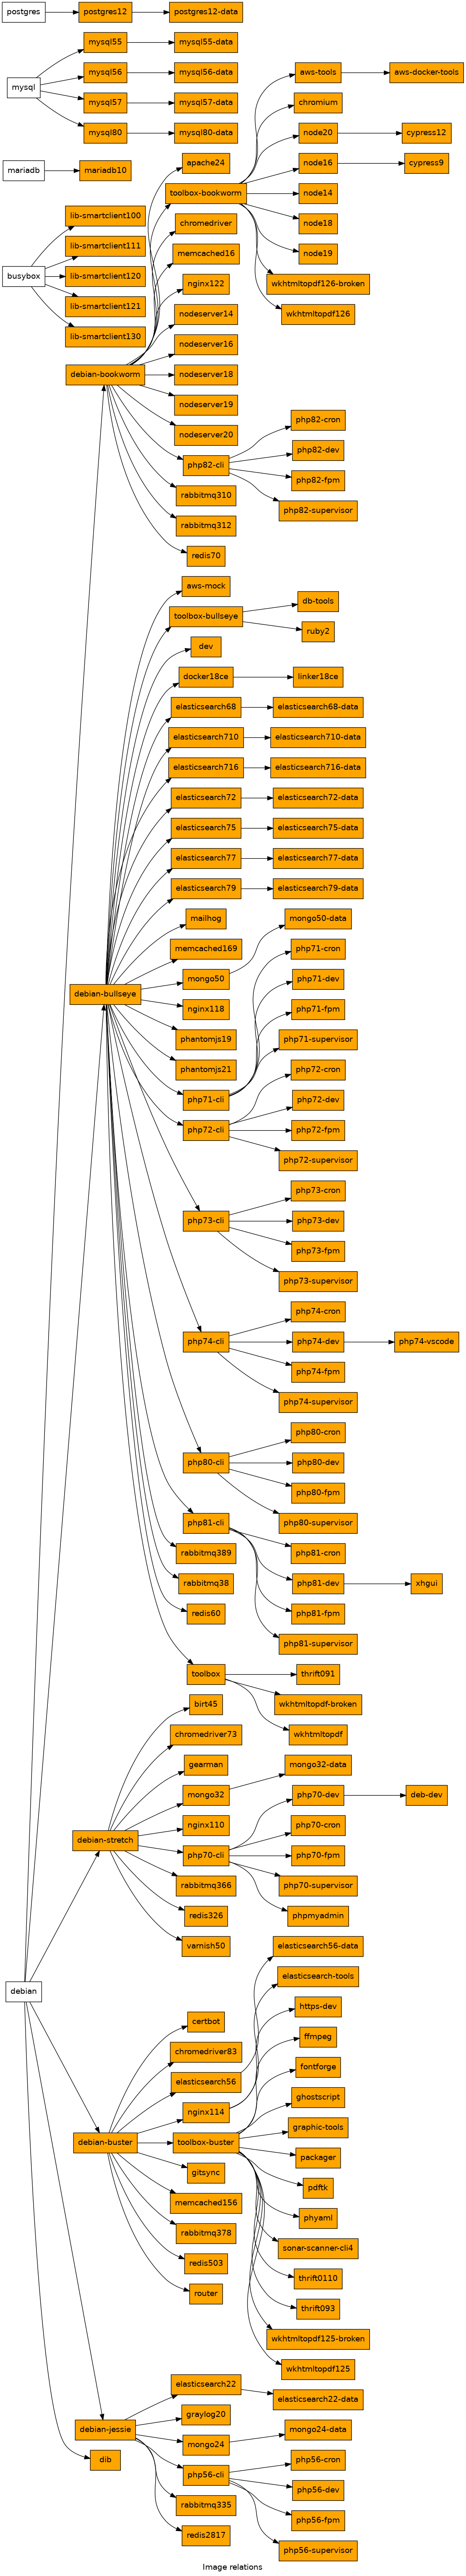 postgres
postgres12
postgres12-data
mysql
mysql55
mysql55-data
mysql56
mysql56-data
mysql57
mysql57-data
mysql80
mysql80-data
mariadb
mariadb10
busybox
lib-smartclient100
lib-smartclient111
lib-smartclient120
lib-smartclient121
lib-smartclient130
debian-bookworm
apache24
toolbox-bookworm
aws-tools
aws-docker-tools
chromium
node20
cypress12
node16
cypress9
node14
node18
node19
wkhtmltopdf126-broken
wkhtmltopdf126
chromedriver
memcached16
nginx122
nodeserver14
nodeserver16
nodeserver18
nodeserver19
nodeserver20
php82-cli
php82-cron
php82-dev
php82-fpm
php82-supervisor
rabbitmq310
rabbitmq312
redis70
debian-bullseye
aws-mock
toolbox-bullseye
db-tools
ruby2
dev
docker18ce
linker18ce
elasticsearch68
elasticsearch68-data
elasticsearch710
elasticsearch710-data
elasticsearch716
elasticsearch716-data
elasticsearch72
elasticsearch72-data
elasticsearch75
elasticsearch75-data
elasticsearch77
elasticsearch77-data
elasticsearch79
elasticsearch79-data
mailhog
memcached169
mongo50
mongo50-data
nginx118
phantomjs19
phantomjs21
php71-cli
php71-cron
php71-dev
php71-fpm
php71-supervisor
php72-cli
php72-cron
php72-dev
php72-fpm
php72-supervisor
php73-cli
php73-cron
php73-dev
php73-fpm
php73-supervisor
php74-cli
php74-cron
php74-dev
php74-vscode
php74-fpm
php74-supervisor
php80-cli
php80-cron
php80-dev
php80-fpm
php80-supervisor
php81-cli
php81-cron
php81-dev
xhgui
php81-fpm
php81-supervisor
rabbitmq389
rabbitmq38
redis60
toolbox
thrift091
wkhtmltopdf-broken
wkhtmltopdf
debian
debian-stretch
birt45
chromedriver73
gearman
mongo32
mongo32-data
nginx110
php70-cli
php70-dev
deb-dev
php70-cron
php70-fpm
php70-supervisor
phpmyadmin
rabbitmq366
redis326
varnish50
debian-buster
certbot
chromedriver83
elasticsearch56
elasticsearch56-data
elasticsearch-tools
nginx114
https-dev
toolbox-buster
ffmpeg
fontforge
ghostscript
graphic-tools
packager
pdftk
phyaml
sonar-scanner-cli4
thrift0110
thrift093
wkhtmltopdf125-broken
wkhtmltopdf125
gitsync
memcached156
rabbitmq378
redis503
router
debian-jessie
elasticsearch22
elasticsearch22-data
graylog20
mongo24
mongo24-data
php56-cli
php56-cron
php56-dev
php56-fpm
php56-supervisor
rabbitmq335
redis2817
dib
Image relations